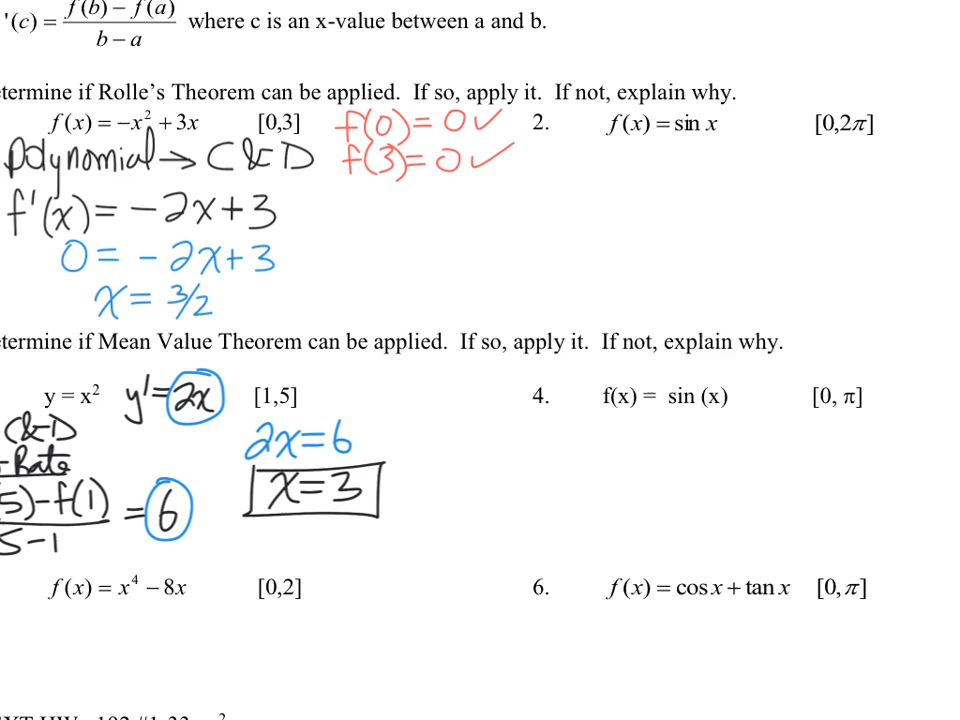 '(c) = f(b) − f(a) / b − a where c is an x-value between a and b.
termine if Rolle's Theorem can be applied. If so, apply it. If not, explain why.
f(x) = −x² + 3x [0,3] f(0) = 0 ✓ 2. f(x) = sin x [0,2π]
Polynomial → C & D f(3) = 0 ✓
f'(x) = −2x + 3
0 = −2x + 3
x = 3/2
termine if Mean Value Theorem can be applied. If so, apply it. If not, explain why.
y = x² y' = 2x [1,5] 4. f(x) = sin (x) [0, π]
C & D 2x = 6
Rate x = 3
5) − f(1) / 5 − 1 = 6
f(x) = x⁴ − 8x [0,2] 6. f(x) = cos x + tan x [0, π]